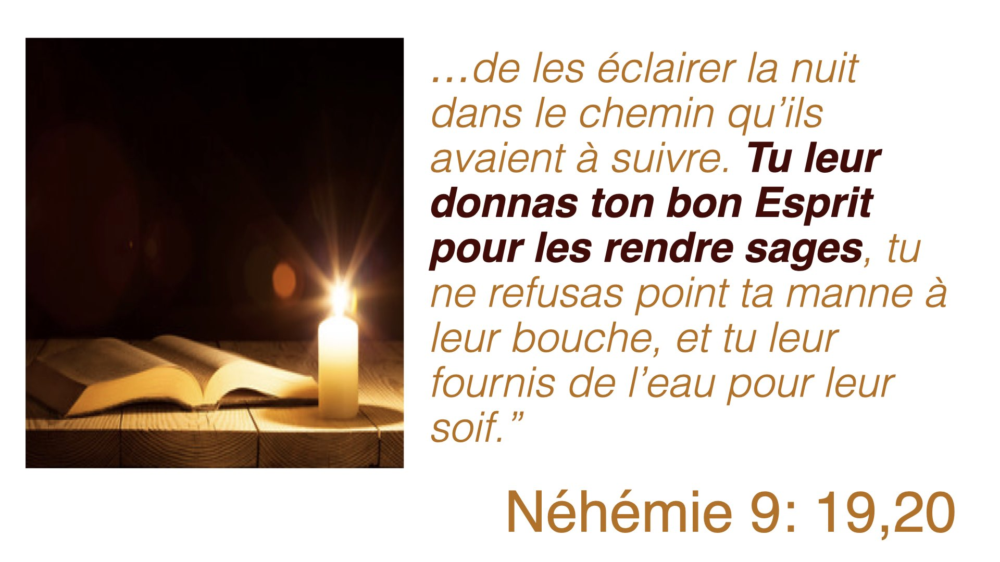 …de les éclairer la nuit
dans le chemin qu’ils
avaient à suivre. Tu leur
donnas ton bon Esprit
pour les rendre sages, tu
ne refusas point ta manne à
leur bouche, et tu leur
fournis de l’eau pour leur
soif.”
Néhémie 9: 19,20